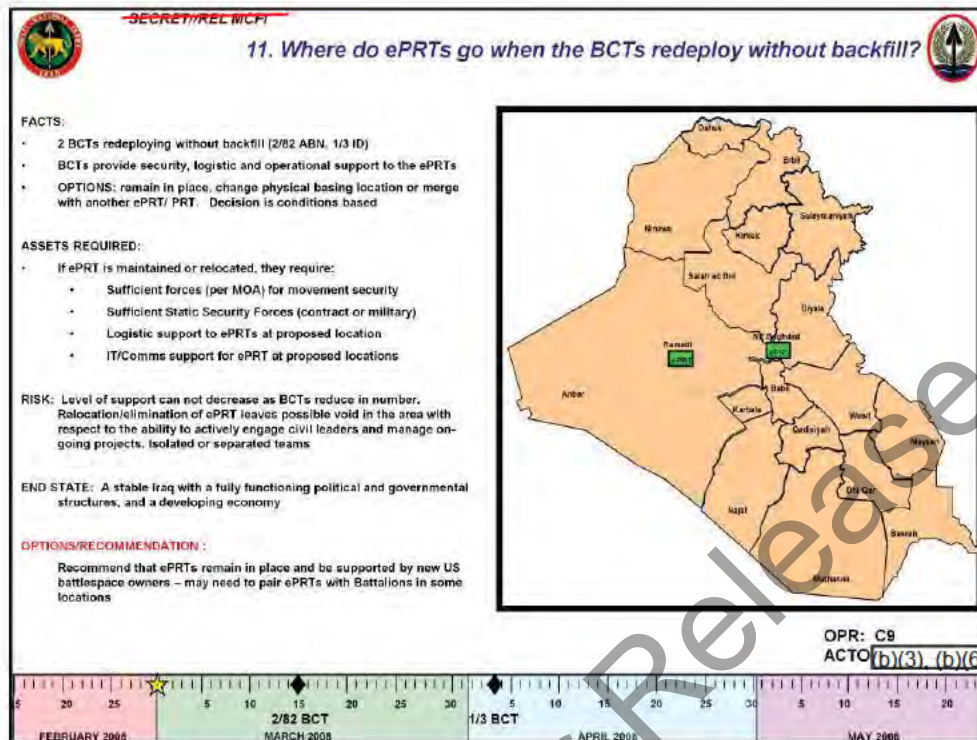 SECRET//REL MCFI
11. Where do ePRTs go when the BCTs redeploy without backfill?
FACTS:
· 2 BCTs redeploying without backfill (2/82 ABN, 1/3 ID)
· BCTs provide security, logistic and operational support to the ePRTs
· OPTIONS: remain in place, change physical basing location or merge
with another ePRT/ PRT. Decision is conditions based
ASSETS REQUIRED:
· If ePRT is maintained or relocated, they require:
· Sufficient forces (per MOA) for movement security
· Sufficient Static Security Forces (contract or military)
· Logistic support to ePRTs at proposed location
· IT/Comms support for ePRT at proposed locations
RISK: Level of support can not decrease as BCTs reduce in number.
Relocation/elimination of ePRT leaves possible void in the area with
respect to the ability to actively engage civil leaders and manage on-
going projects. Isolated or separated teams
END STATE: A stable Iraq with a fully functioning political and governmental
structures, and a developing economy
OPTIONS/RECOMMENDATION :
Recommend that ePRTs remain in place and be supported by new US
battlespace owners – may need to pair ePRTs with Battalions in some
locations
Dahuk
Erbil
Ninawa
Kirkuk
Sulaymaniyah
Salah ad Din
Diyala
Baghdad
Ramadi
ePRT
ePRT
Anbar
Babil
Karbala
Wasit
Qadisiyah
Maysan
Dhi Qar
Najaf
Basrah
Muthanna
Release
OPR: C9
ACTO (b)(3), (b)(6
5 20 25 5 10 15 20 25 30 5 10 15 20 25 30 5 10 15 20 25
2/82 BCT 1/3 BCT
FEBRUARY 2008 MARCH 2008 APRIL 2008 MAY 2008